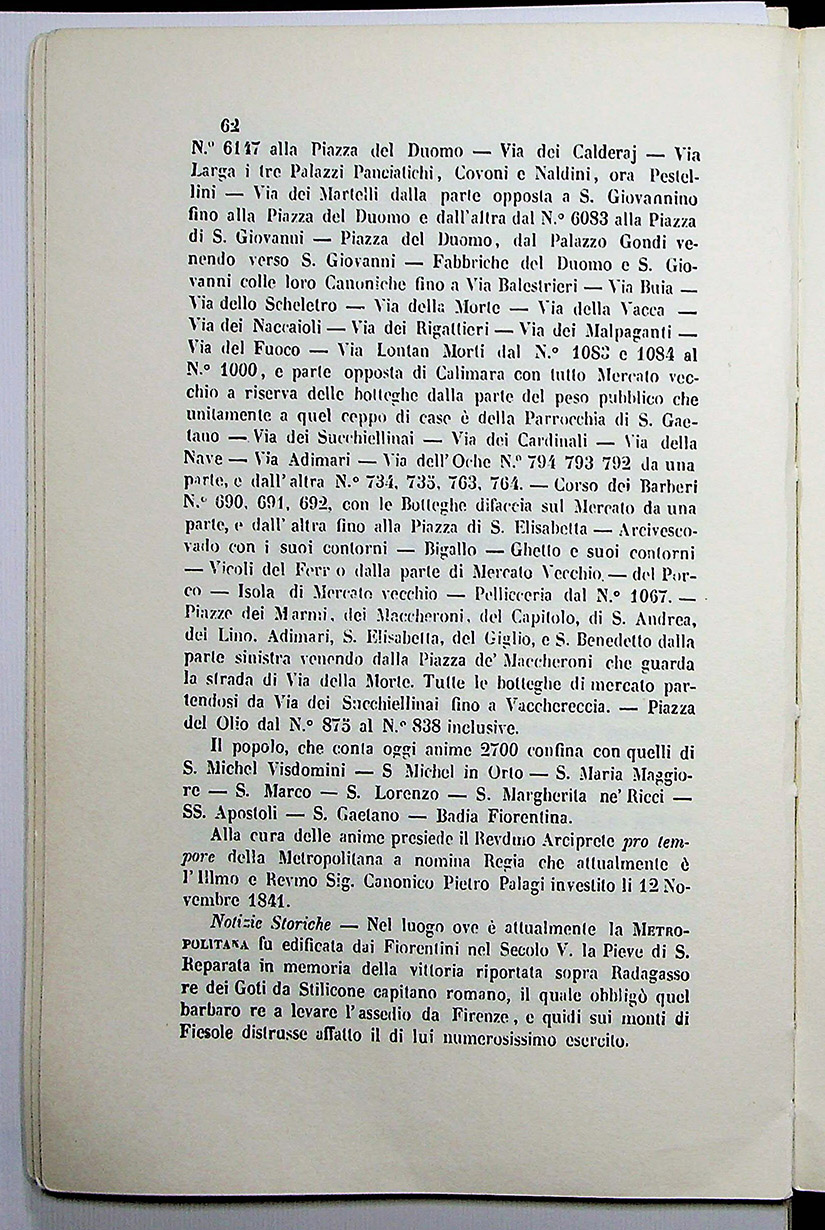 62
N.º 6147 alla Piazza del Duomo — Via dei Calderaj — Via
Larga i tre Palazzi Panciatichi, Covoni e Naldini, ora Pestel-
lini — Via dei Martelli dalla parte opposta a S. Giovannino
fino alla Piazza del Duomo e dall'altra dal N.º 6083 alla Piazza
di S. Giovanni — Piazza del Duomo, dal Palazzo Gondi ve-
nendo verso S. Giovanni — Fabbriche del Duomo e S. Gio-
vanni colle loro Canoniche fino a Via Balestrieri — Via Buia —
Via dello Scheletro — Via della Morte — Via della Vacca —
Via dei Naccaioli — Via dei Rigattieri — Via dei Malpaganti —
Via del Fuoco — Via Lontan Morti dal N.º 1083 e 1084 al
N.º 1000, e parte opposta di Calimara con tutto Mercato vec-
chio a riserva delle botteghe dalla parte del peso pubblico che
unitamente a quel ceppo di case è della Parrocchia di S. Gae-
tano — Via dei Succhiellinai — Via dei Cardinali — Via della
Nave — Via Adimari — Via dell'Oche N.º 794 793 792 da una
parte, e dall'altra N.º 734, 735, 763, 764. — Corso dei Barberi
N.º 690, 691, 692, con le Botteghe difaccia sul Mercato da una
parte, e dall'altra fino alla Piazza di S. Elisabetta — Arcivesco-
vado con i suoi contorni — Bigallo — Ghetto e suoi contorni
— Vicoli del Ferro dalla parte di Mercato Vecchio. — del Por-
co — Isola di Mercato vecchio — Pellicceria dal N.º 1067. —
Piazze dei Marmi, dei Maccheroni, del Capitolo, di S. Andrea,
dei Lino, Adimari, S. Elisabetta, del Giglio, e S. Benedetto dalla
parte sinistra venendo dalla Piazza de' Maccheroni che guarda
la strada di Via della Morte. Tutte le botteghe di mercato par-
tendosi da Via dei Succhiellinai fino a Vacchereccia. — Piazza
del Olio dal N.º 875 al N.º 838 inclusive.
Il popolo, che conta oggi anime 2700 confina con quelli di
S. Michel Visdomini — S Michel in Orto — S. Maria Maggio-
re — S. Marco — S. Lorenzo — S. Margherita ne' Ricci —
SS. Apostoli — S. Gaetano — Badia Fiorentina.
Alla cura delle anime presiede il Revdmo Arciprete pro tem-
pore della Metropolitana a nomina Regia che attualmente è
l'Illmo e Revmo Sig. Canonico Pietro Palagi investito li 12 No-
vembre 1841.
Notizie Storiche — Nel luogo ove è attualmente la METRO-
POLITANA fu edificata dai Fiorentini nel Secolo V. la Pieve di S.
Reparata in memoria della vittoria riportata sopra Radagasso
re dei Goti da Stilicone capitano romano, il quale obbligò quel
barbaro re a levare l'assedio da Firenze, e quidi sui monti di
Fiesole distrusse affatto il di lui numerosissimo esercito.